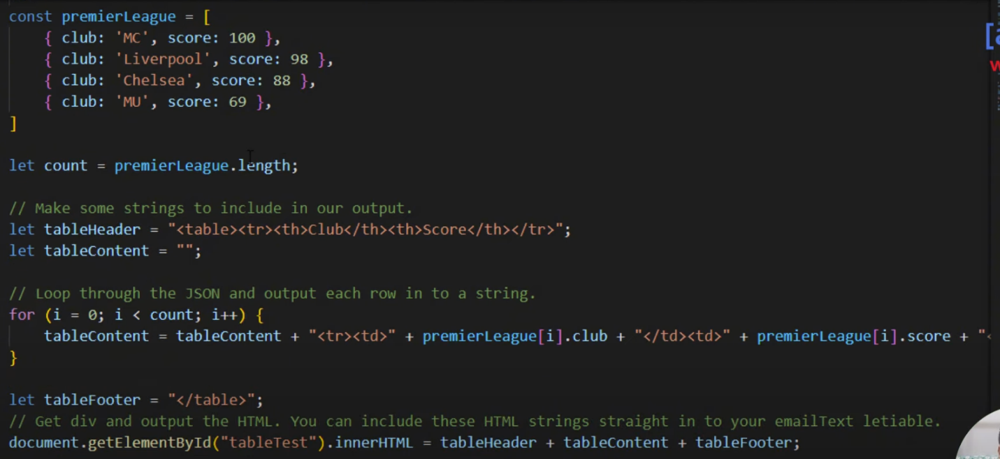 const premierLeague = [
    { club: 'MC', score: 100 },
    { club: 'Liverpool', score: 98 },
    { club: 'Chelsea', score: 88 },
    { club: 'MU', score: 69 },
]
let count = premierLeague.length;
// Make some strings to include in our output.
let tableHeader = "<table><tr><th>Club</th><th>Score</th></tr>";
let tableContent = "";
// Loop through the JSON and output each row in to a string.
for (i = 0; i < count; i++) {
    tableContent = tableContent + "<tr><td>" + premierLeague[i].club + "</td><td>" + premierLeague[i].score + "<
}
let tableFooter = "</table>";
// Get div and output the HTML. You can include these HTML strings straight in to your emailText letiable.
document.getElementById("tableTest").innerHTML = tableHeader + tableContent + tableFooter;